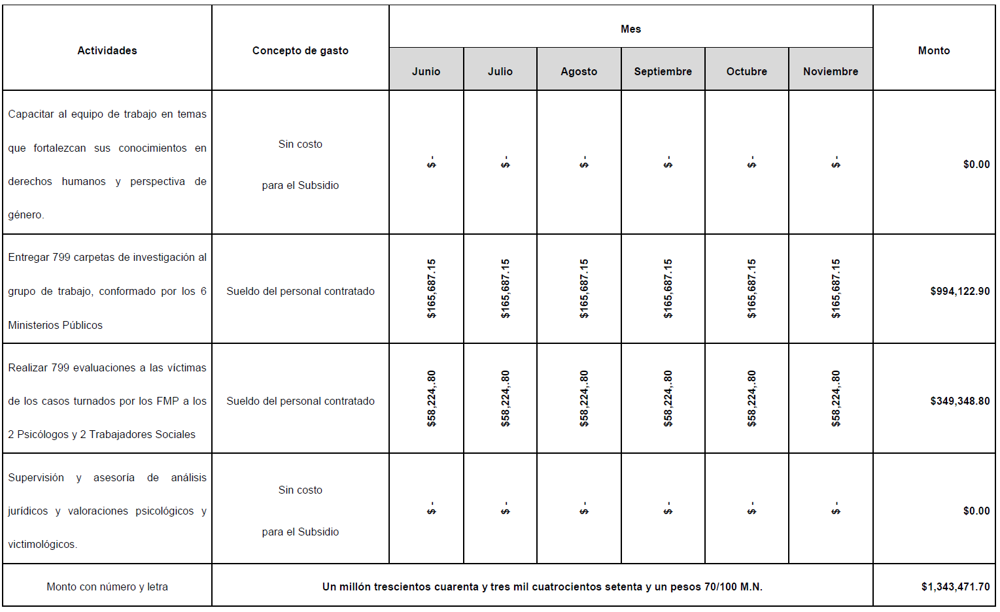 Actividades
Concepto de gasto
Mes
Monto
Junio
Julio
Agosto
Septiembre
Octubre
Noviembre
Capacitar al equipo de trabajo en temas
que fortalezcan sus conocimientos en
derechos humanos y perspectiva de
género.
Sin costo
para el Subsidio
$ -
$ -
$ -
$ -
$ -
$ -
$0.00
Entregar 799 carpetas de investigación al
grupo de trabajo, conformado por los 6
Ministerios Públicos
Sueldo del personal contratado
$165,687.15
$165,687.15
$165,687.15
$165,687.15
$165,687.15
$165,687.15
$994,122.90
Realizar 799 evaluaciones a las víctimas
de los casos turnados por los FMP a los
2 Psicólogos y 2 Trabajadores Sociales
Sueldo del personal contratado
$58,224,.80
$58,224,.80
$58,224,.80
$58,224,.80
$58,224,.80
$58,224,.80
$349,348.80
Supervisión y asesoría de análisis
jurídicos y valoraciones psicológicos y
victimológicos.
Sin costo
para el Subsidio
$ -
$ -
$ -
$ -
$ -
$ -
$0.00
Monto con número y letra
Un millón trescientos cuarenta y tres mil cuatrocientos setenta y un pesos 70/100 M.N.
$1,343,471.70